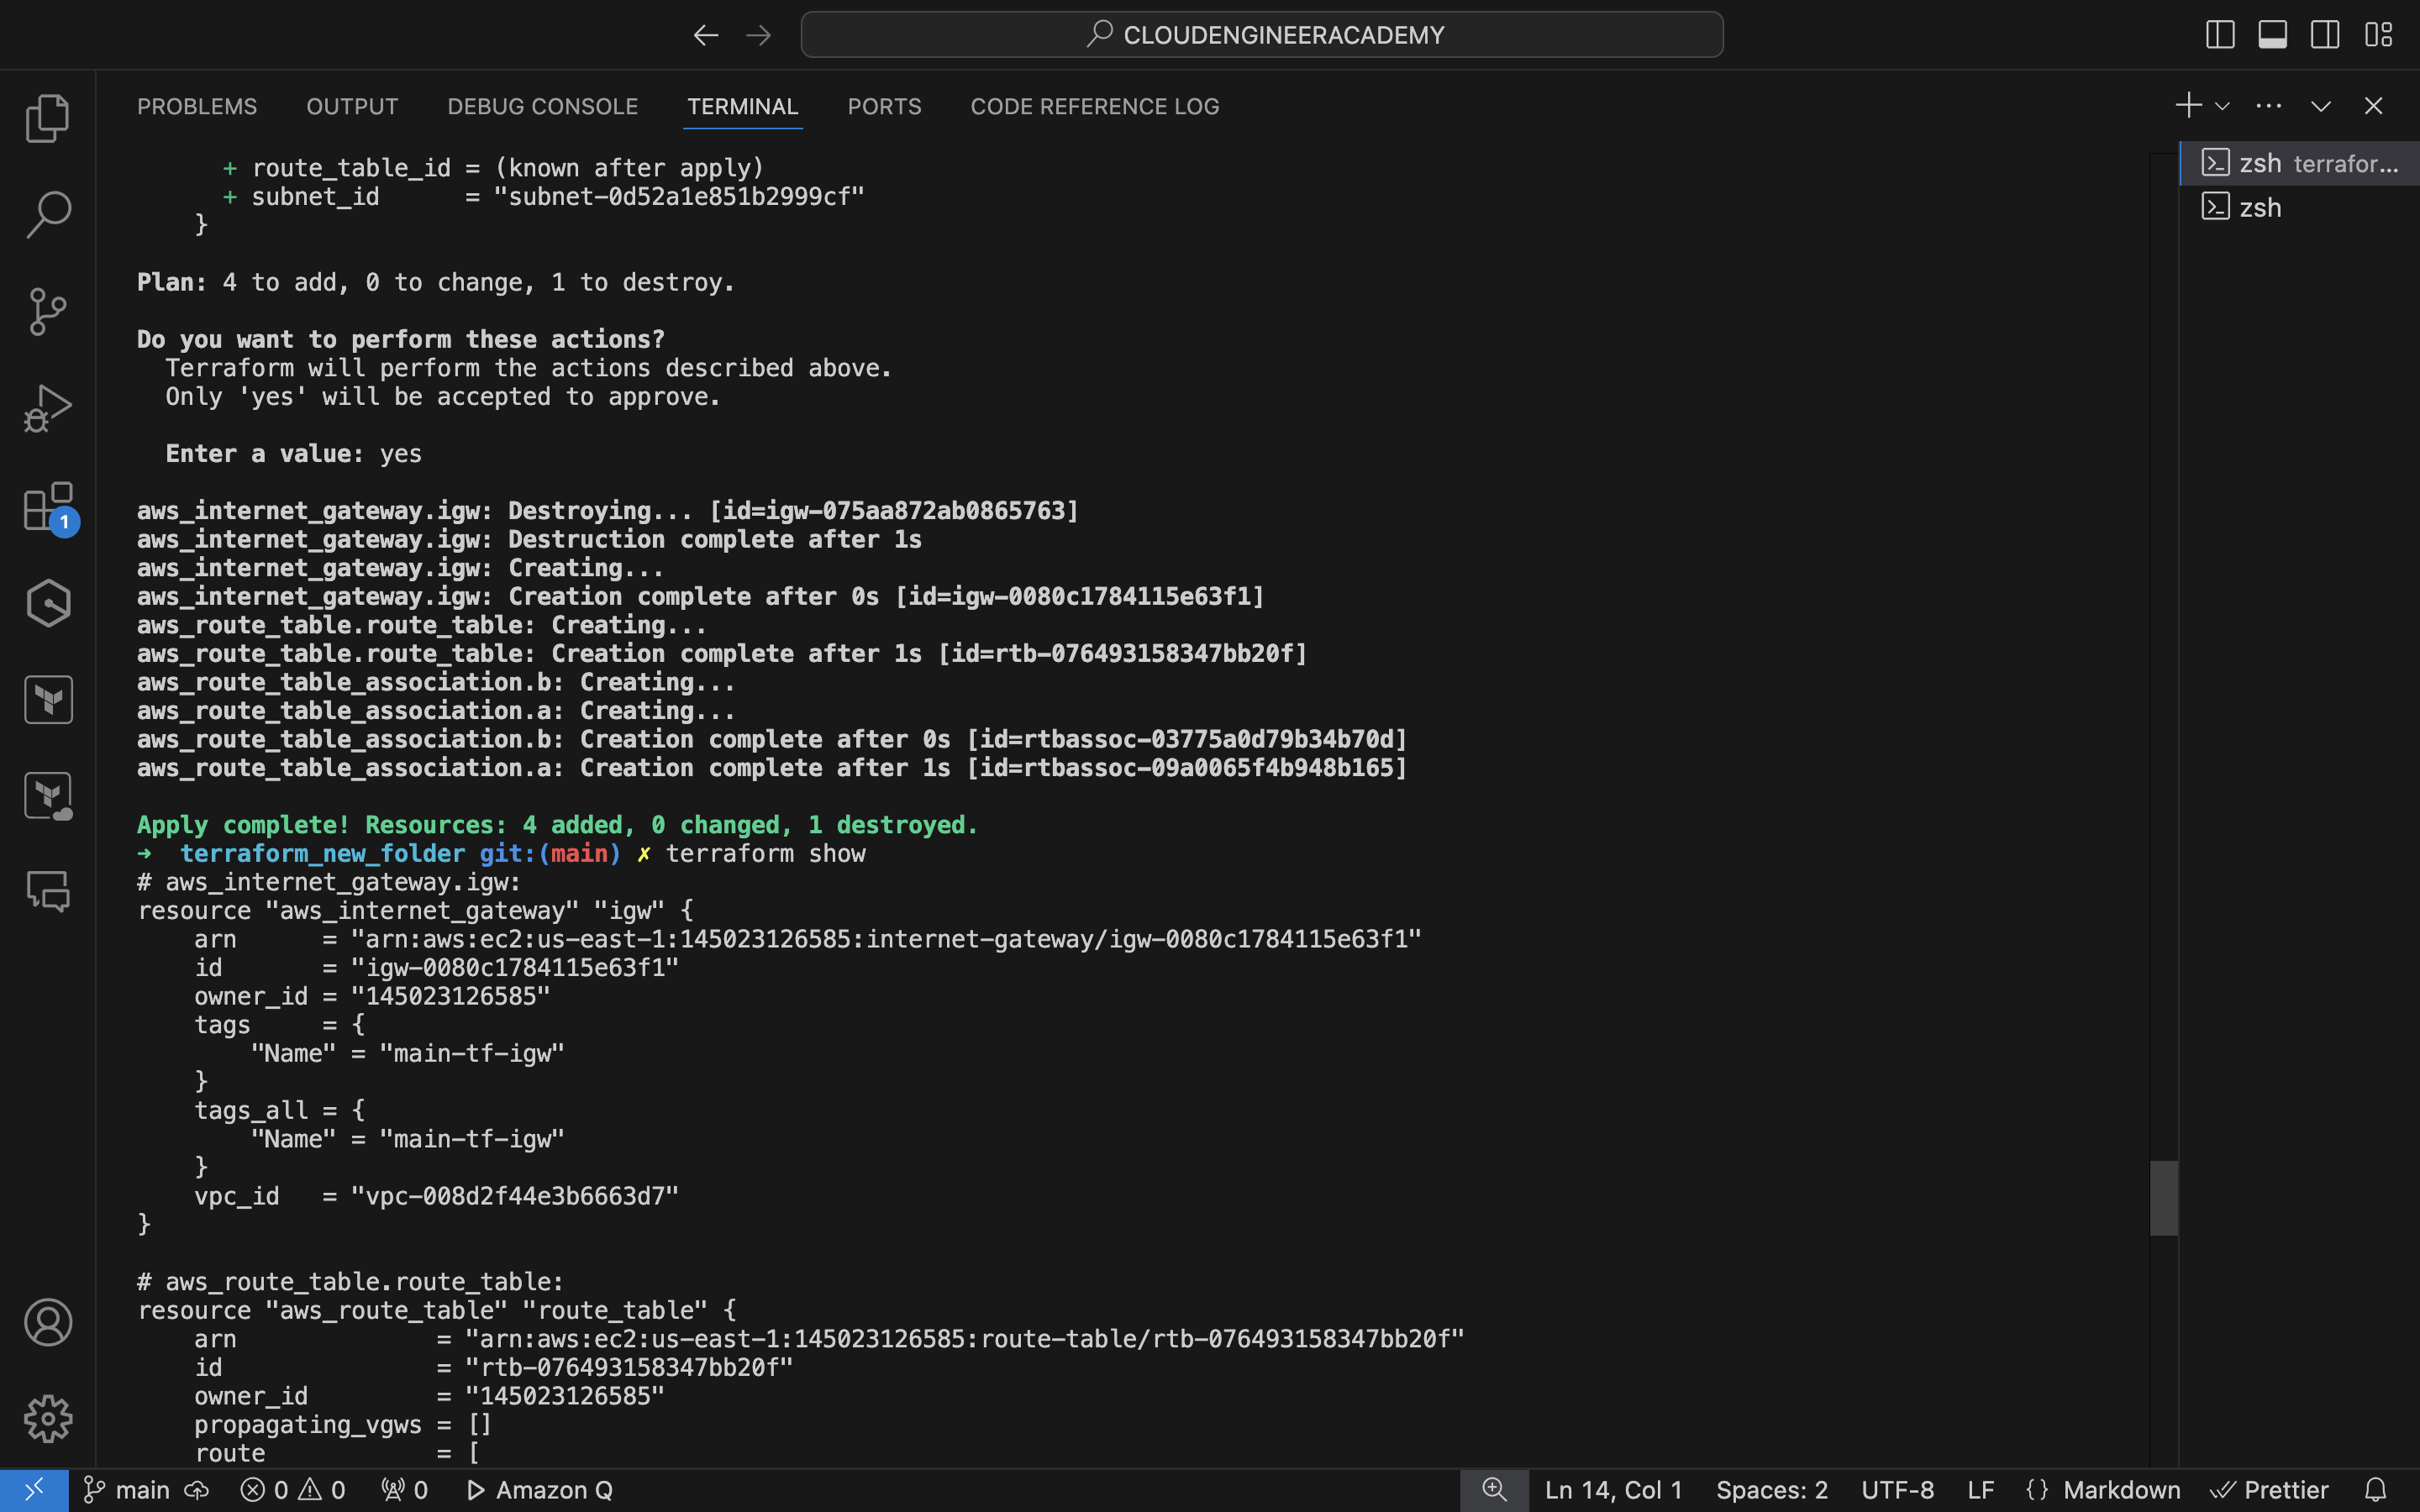 CLOUDENGINEERACADEMY
PROBLEMS OUTPUT DEBUG CONSOLE TERMINAL PORTS CODE REFERENCE LOG
zsh terrafor...
zsh
+ route_table_id = (known after apply)
+ subnet_id      = "subnet-0d52a1e851b2999cf"
}
Plan: 4 to add, 0 to change, 1 to destroy.
Do you want to perform these actions?
Terraform will perform the actions described above.
Only 'yes' will be accepted to approve.
Enter a value: yes
aws_internet_gateway.igw: Destroying... [id=igw-075aa872ab0865763]
aws_internet_gateway.igw: Destruction complete after 1s
aws_internet_gateway.igw: Creating...
aws_internet_gateway.igw: Creation complete after 0s [id=igw-0080c1784115e63f1]
aws_route_table.route_table: Creating...
aws_route_table.route_table: Creation complete after 1s [id=rtb-076493158347bb20f]
aws_route_table_association.b: Creating...
aws_route_table_association.a: Creating...
aws_route_table_association.b: Creation complete after 0s [id=rtbassoc-03775a0d79b34b70d]
aws_route_table_association.a: Creation complete after 1s [id=rtbassoc-09a0065f4b948b165]
Apply complete! Resources: 4 added, 0 changed, 1 destroyed.
➜  terraform_new_folder git:(main) ✗ terraform show
# aws_internet_gateway.igw:
resource "aws_internet_gateway" "igw" {
    arn      = "arn:aws:ec2:us-east-1:145023126585:internet-gateway/igw-0080c1784115e63f1"
    id       = "igw-0080c1784115e63f1"
    owner_id = "145023126585"
    tags     = {
        "Name" = "main-tf-igw"
    }
    tags_all = {
        "Name" = "main-tf-igw"
    }
    vpc_id   = "vpc-008d2f44e3b6663d7"
}
# aws_route_table.route_table:
resource "aws_route_table" "route_table" {
    arn              = "arn:aws:ec2:us-east-1:145023126585:route-table/rtb-076493158347bb20f"
    id               = "rtb-076493158347bb20f"
    owner_id         = "145023126585"
    propagating_vgws = []
    route            = [
1
main 0 0 0 Amazon Q Ln 14, Col 1 Spaces: 2 UTF-8 LF {} Markdown Prettier